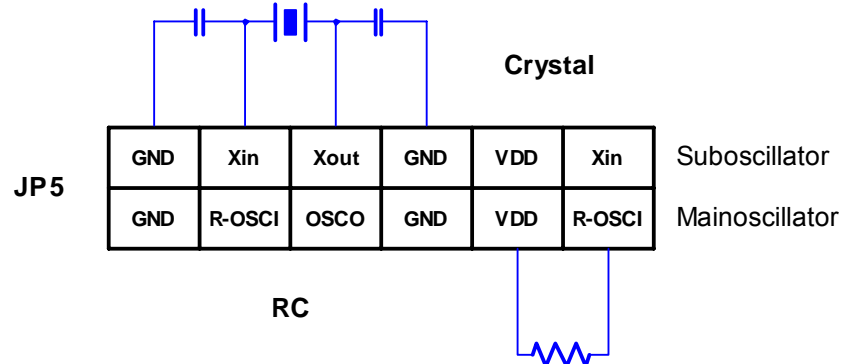 Crystal
GND Xin Xout GND VDD Xin Suboscillator
JP5
GND R-OSCI OSCO GND VDD R-OSCI Mainoscillator
RC